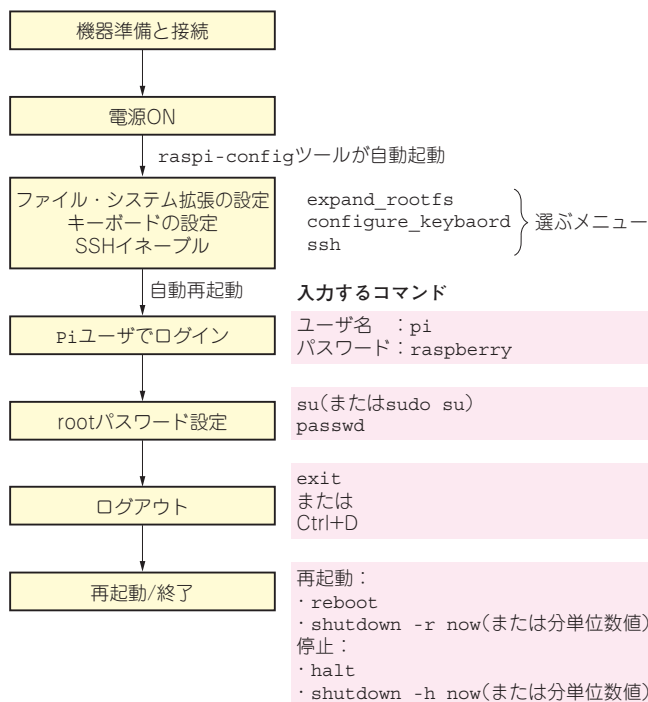 機器準備と接続
電源ON
raspi-configツールが自動起動
ファイル・システム拡張の設定
キーボードの設定
SSHイネーブル
expand_rootfs
configure_keybaord
ssh
選ぶメニュー
自動再起動
入力するコマンド
Piユーザでログイン
ユーザ名　：pi
パスワード：raspberry
rootパスワード設定
su(またはsudo su)
passwd
ログアウト
exit
または
Ctrl+D
再起動/終了
再起動：
・reboot
・shutdown -r now(または分単位数値)
停止：
・halt
・shutdown -h now(または分単位数値)